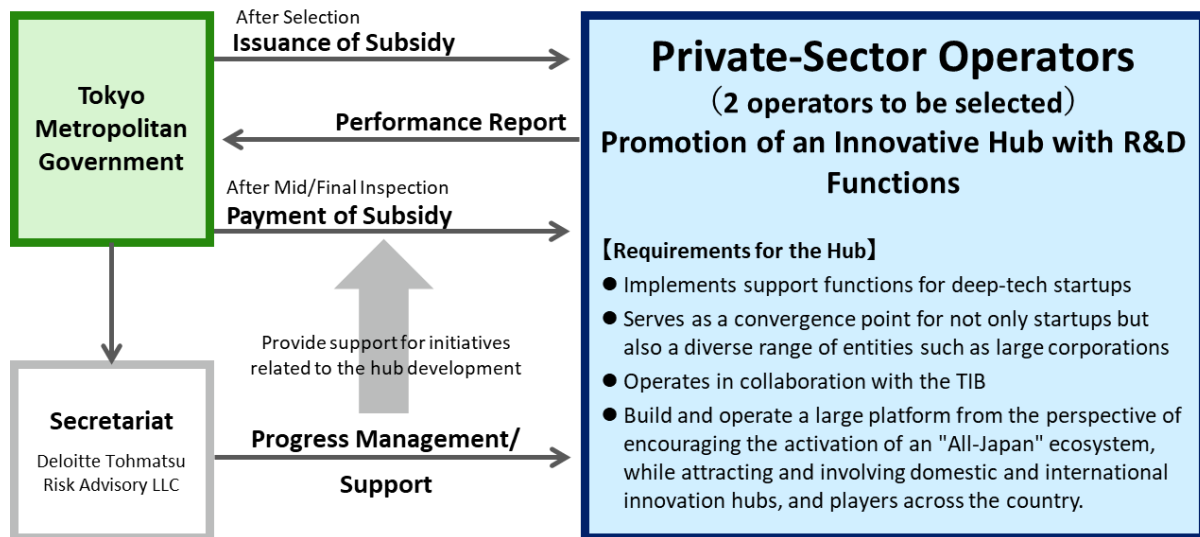 After Selection
Issuance of Subsidy
Tokyo
Metropolitan
Government
Performance Report
After Mid/Final Inspection
Payment of Subsidy
Provide support for initiatives
related to the hub development
Secretariat
Deloitte Tohmatsu
Risk Advisory LLC
Progress Management/
Support
Private-Sector Operators
（2 operators to be selected）
Promotion of an Innovative Hub with R&D
Functions
【Requirements for the Hub】
● Implements support functions for deep-tech startups
● Serves as a convergence point for not only startups but
also a diverse range of entities such as large corporations
● Operates in collaboration with the TIB
● Build and operate a large platform from the perspective of
encouraging the activation of an "All-Japan" ecosystem,
while attracting and involving domestic and international
innovation hubs, and players across the country.